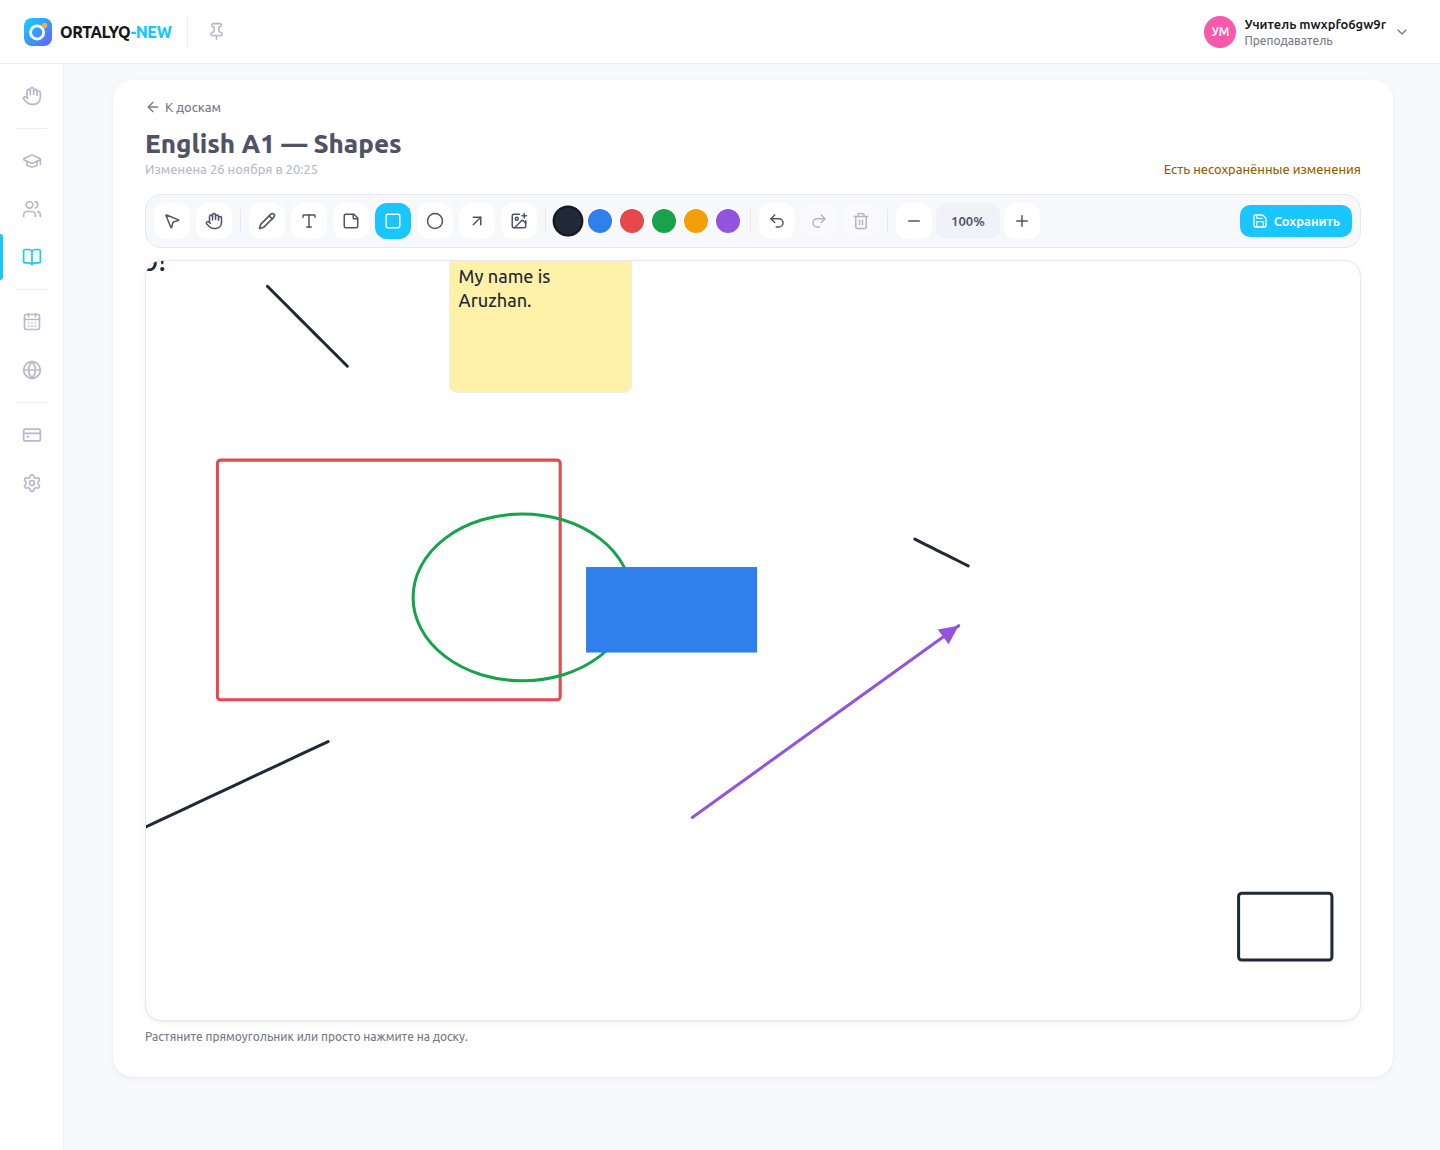 ORTALYQ-NEW
УМ
Учитель mwxpfo6gw9r
Преподаватель
К доскам
English A1 — Shapes
Изменена 26 ноября в 20:25
Есть несохранённые изменения
100%
Сохранить
My name is
Aruzhan.
Растяните прямоугольник или просто нажмите на доску.